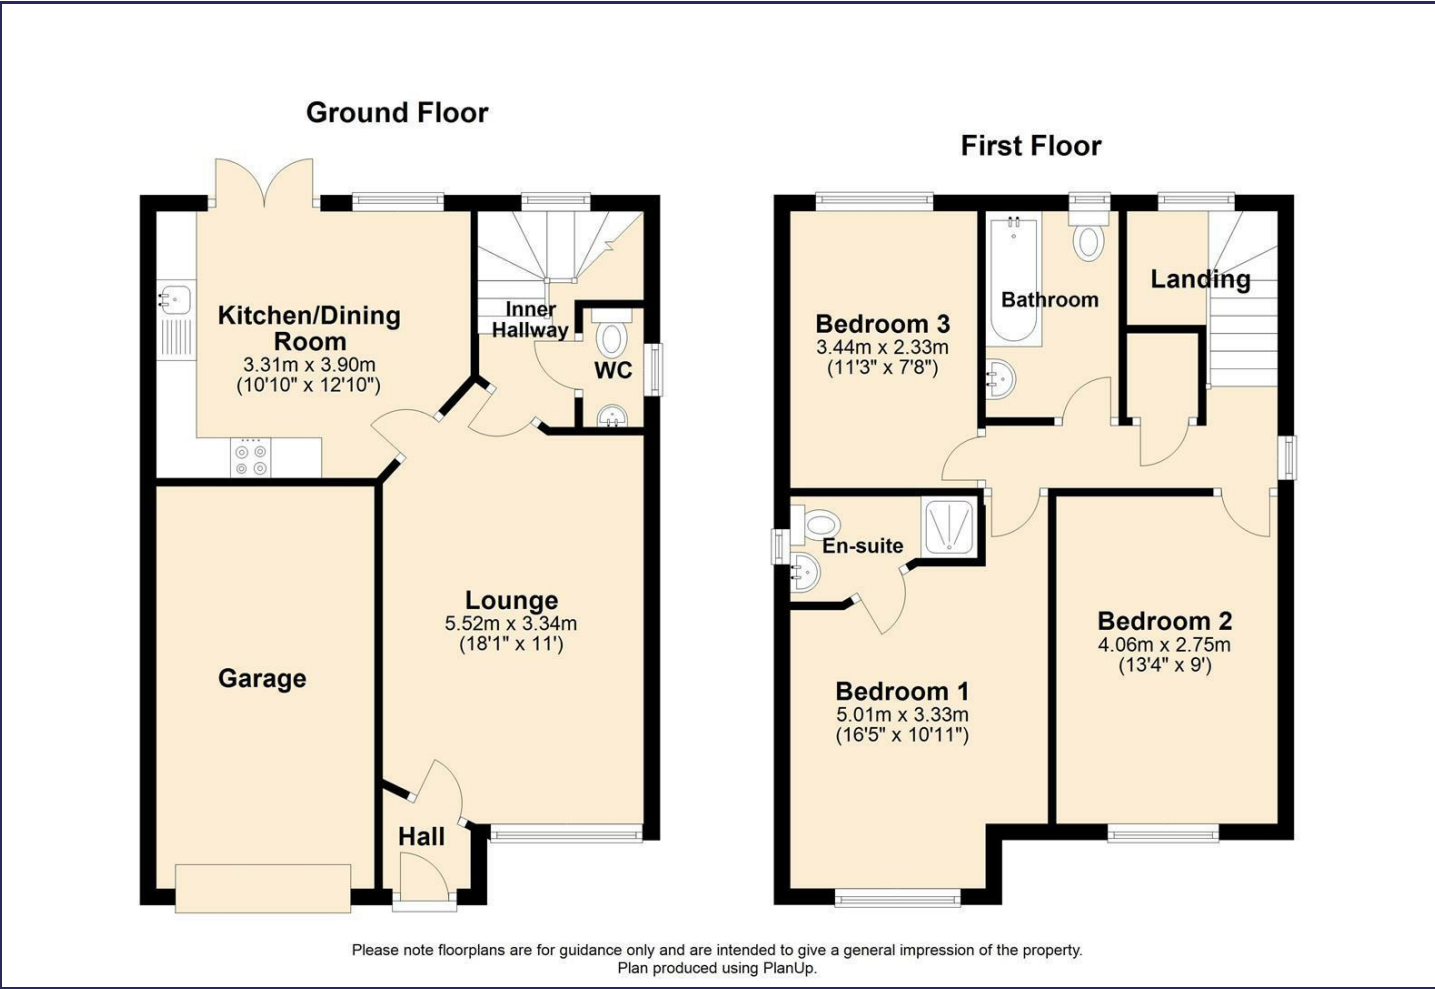 Ground Floor
Kitchen/Dining
Room
3.31m x 3.90m
(10'10" x 12'10")
Inner
Hallway
WC
Lounge
5.52m x 3.34m
(18'1" x 11')
Garage
Hall
First Floor
Bedroom 3
3.44m x 2.33m
(11'3" x 7'8")
Bathroom
Landing
En-suite
Bedroom 1
5.01m x 3.33m
(16'5" x 10'11")
Bedroom 2
4.06m x 2.75m
(13'4" x 9')
Please note floorplans are for guidance only and are intended to give a general impression of the property.
Plan produced using PlanUp.